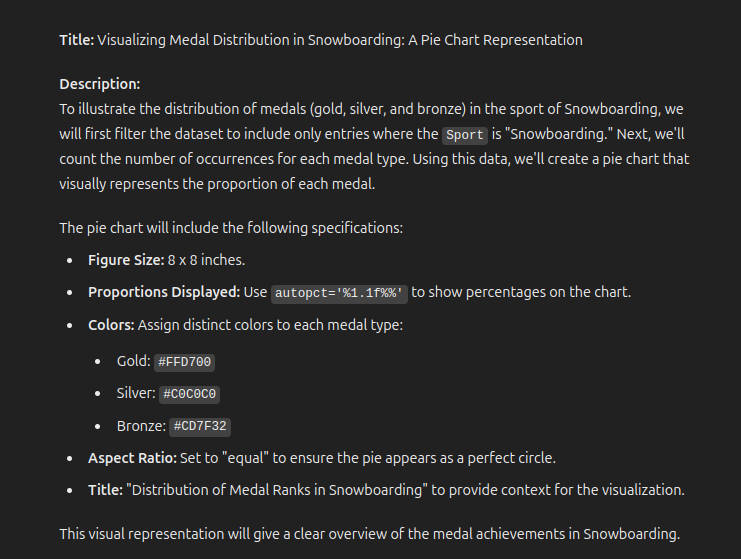 Title: Visualizing Medal Distribution in Snowboarding: A Pie Chart Representation
Description:
To illustrate the distribution of medals (gold, silver, and bronze) in the sport of Snowboarding, we
will first filter the dataset to include only entries where the Sport is "Snowboarding." Next, we'll
count the number of occurrences for each medal type. Using this data, we'll create a pie chart that
visually represents the proportion of each medal.
The pie chart will include the following specifications:
• Figure Size: 8 x 8 inches.
• Proportions Displayed: Use autopct='%1.1f%%' to show percentages on the chart.
• Colors: Assign distinct colors to each medal type:
• Gold: #FFD700
• Silver: #C0C0C0
• Bronze: #CD7F32
• Aspect Ratio: Set to "equal" to ensure the pie appears as a perfect circle.
• Title: "Distribution of Medal Ranks in Snowboarding" to provide context for the visualization.
This visual representation will give a clear overview of the medal achievements in Snowboarding.